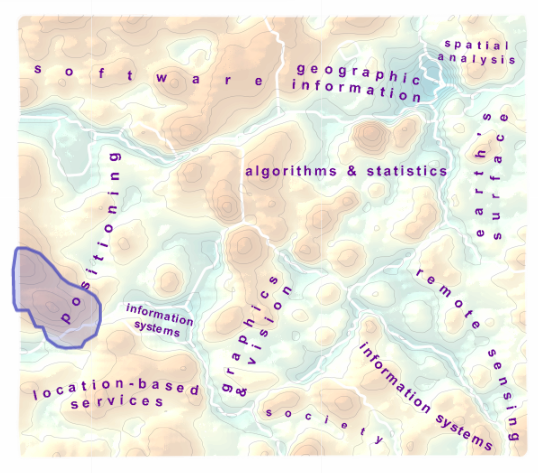 software
geographic
information
spatial
analysis
earth's
surface
algorithms & statistics
positioning
information
systems
graphics
& vision
remote sensing
location-based
services
society
information systems